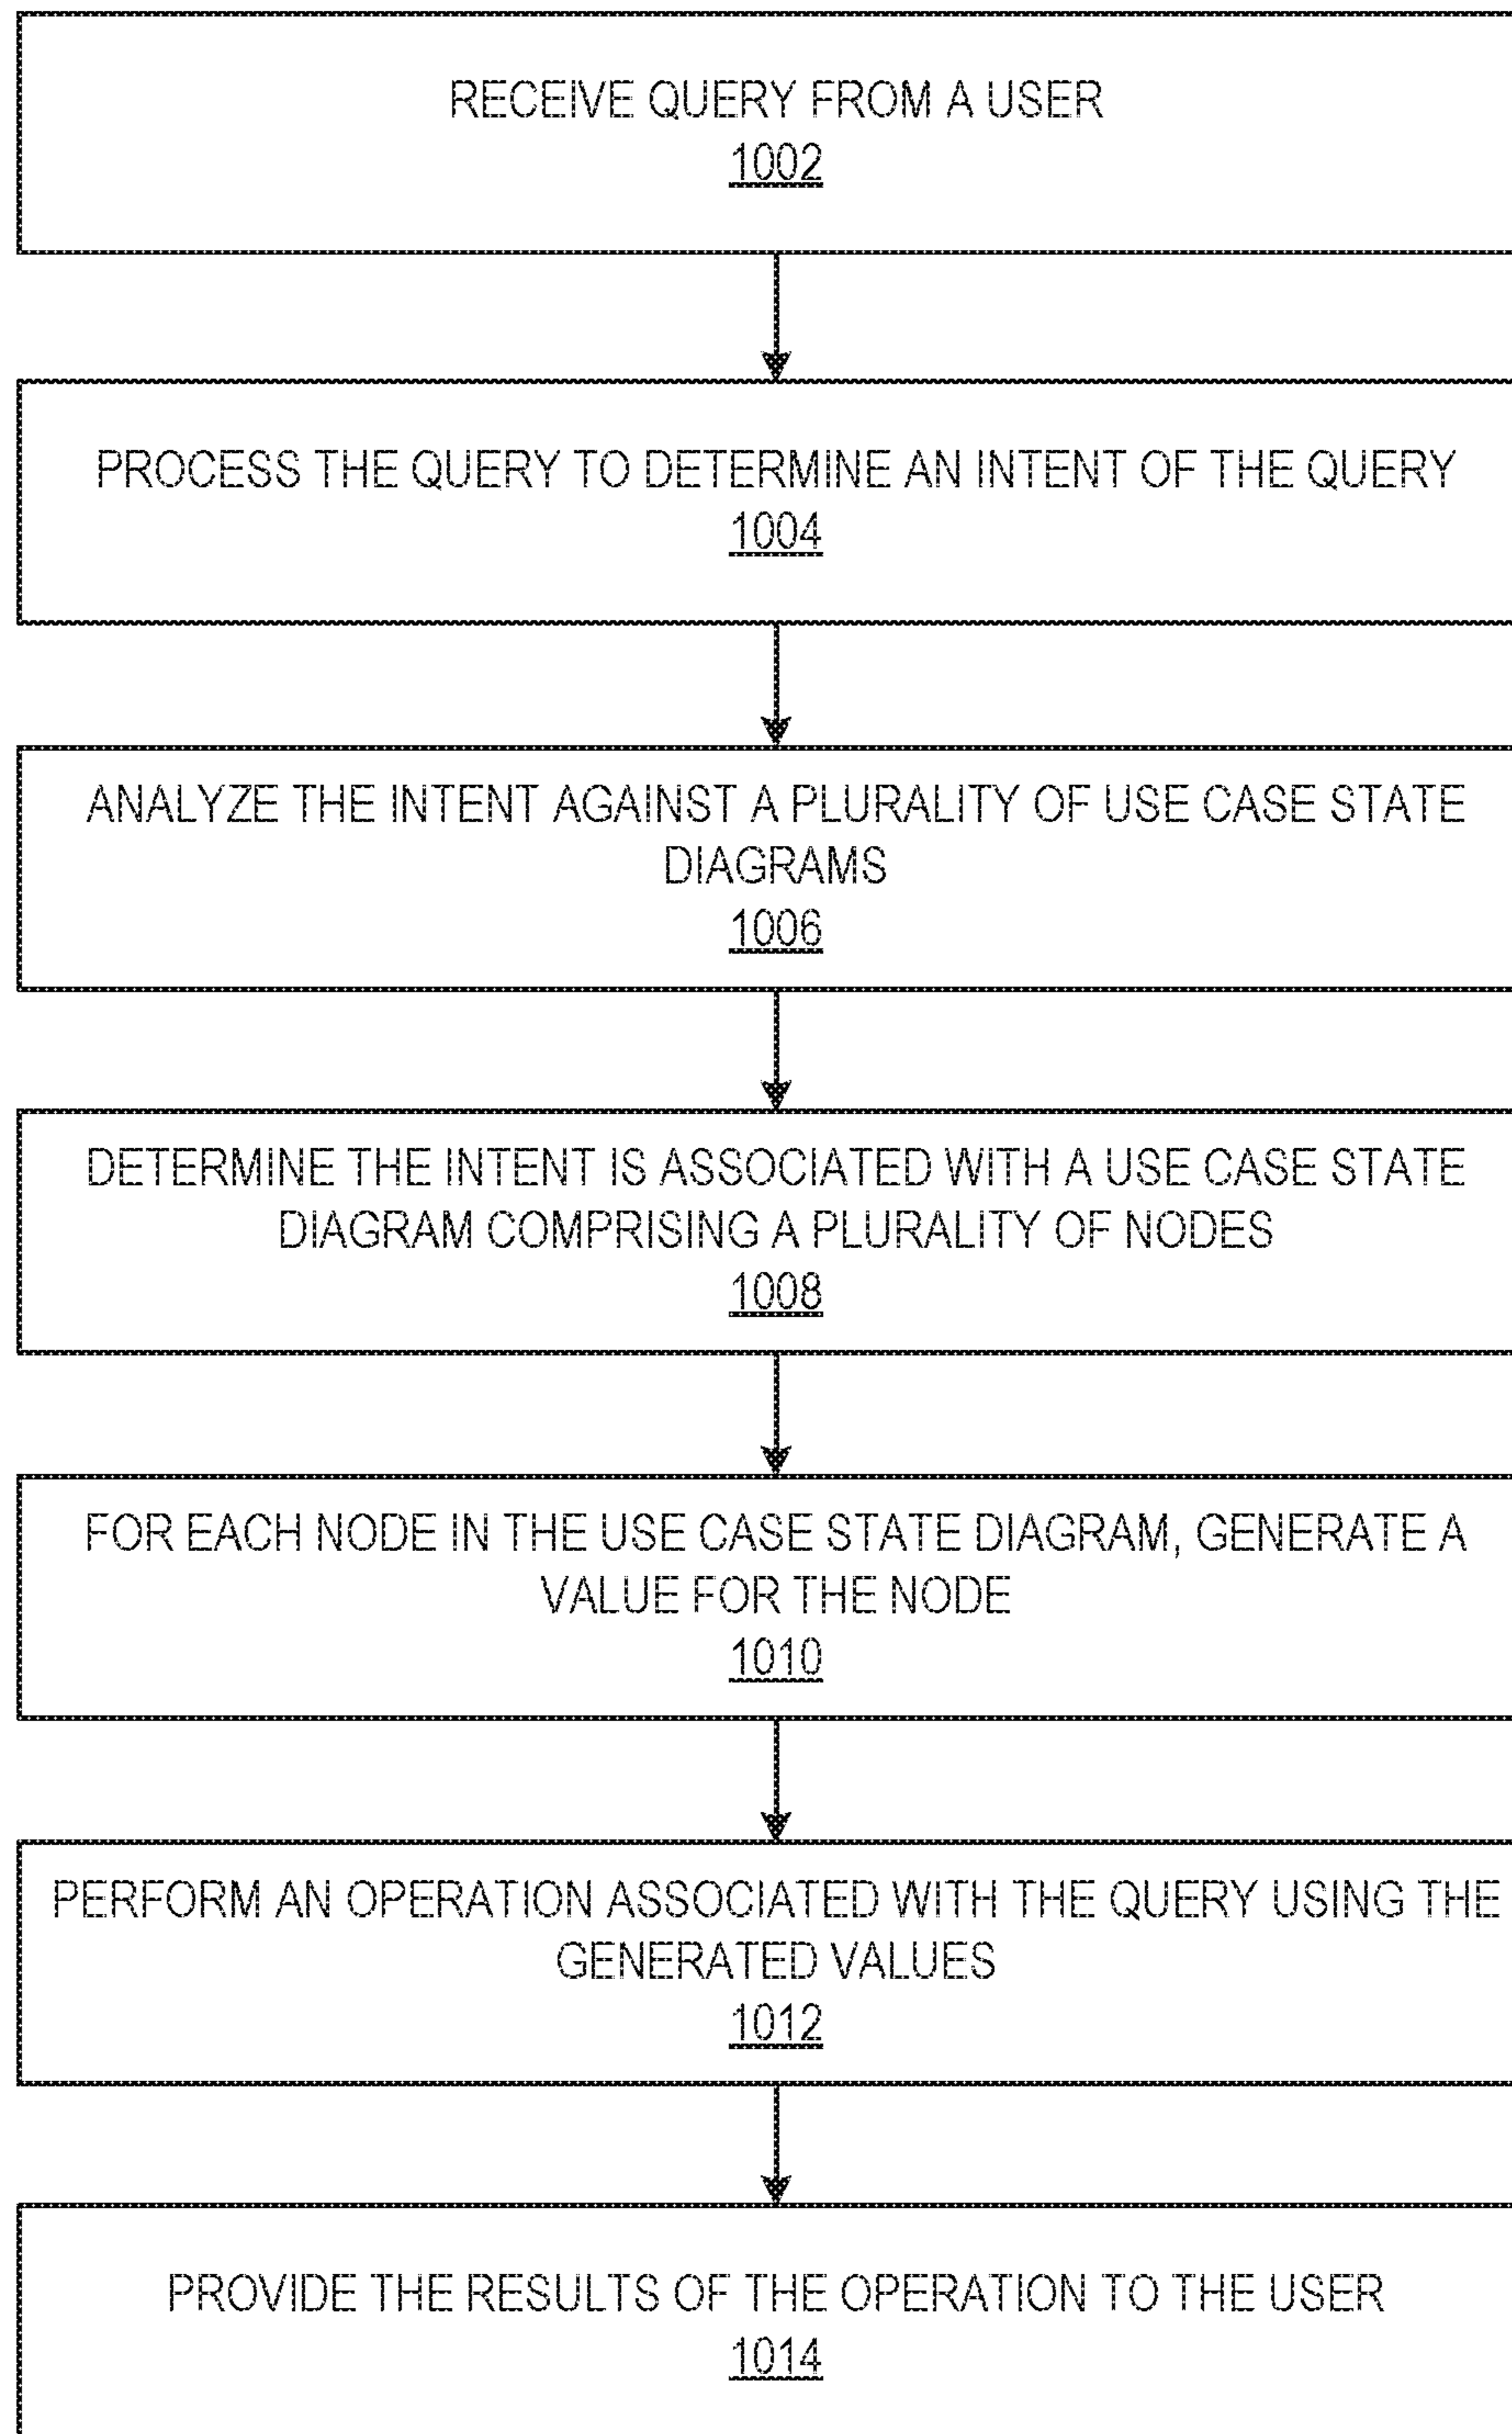 RECEIVE QUERY FROM A USER
1002
PROCESS THE QUERY TO DETERMINE AN INTENT OF THE QUERY
1004
ANALYZE THE INTENT AGAINST A PLURALITY OF USE CASE STATE
DIAGRAMS
1006
DETERMINE THE INTENT IS ASSOCIATED WITH A USE CASE STATE
DIAGRAM COMPRISING A PLURALITY OF NODES
1008
FOR EACH NODE IN THE USE CASE STATE DIAGRAM, GENERATE A
VALUE FOR THE NODE
1010
PERFORM AN OPERATION ASSOCIATED WITH THE QUERY USING THE
GENERATED VALUES
1012
PROVIDE THE RESULTS OF THE OPERATION TO THE USER
1014